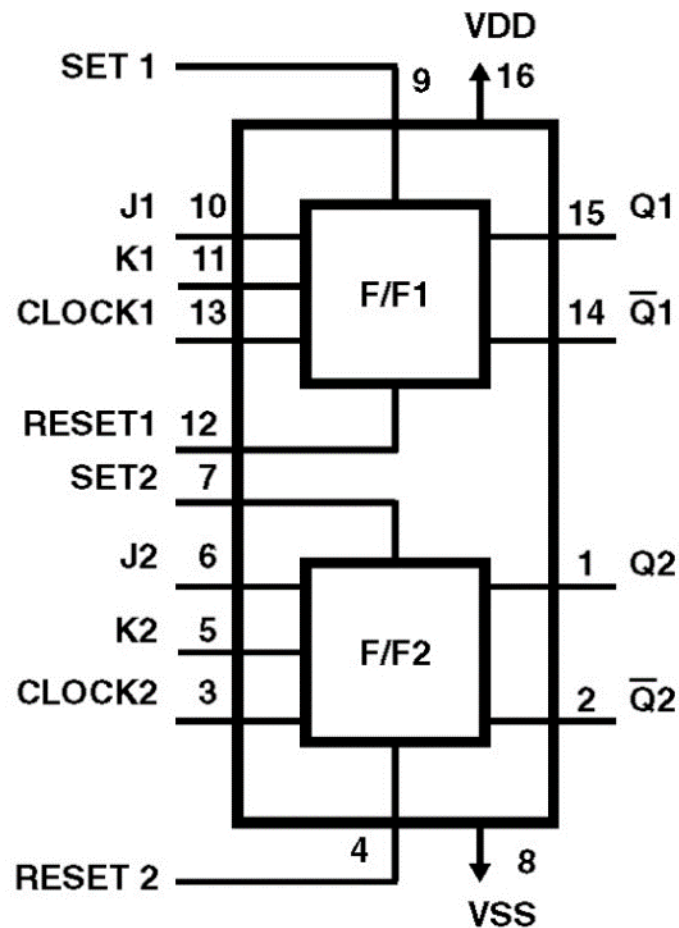 VDD
SET 1 9 16
J1 10 15 Q1
K1 11
F/F1
CLOCK1 13 14 Q̅1
RESET1 12
SET2 7
J2 6 1 Q2
K2 5
F/F2
CLOCK2 3 2 Q̅2
4 8
RESET 2
VSS